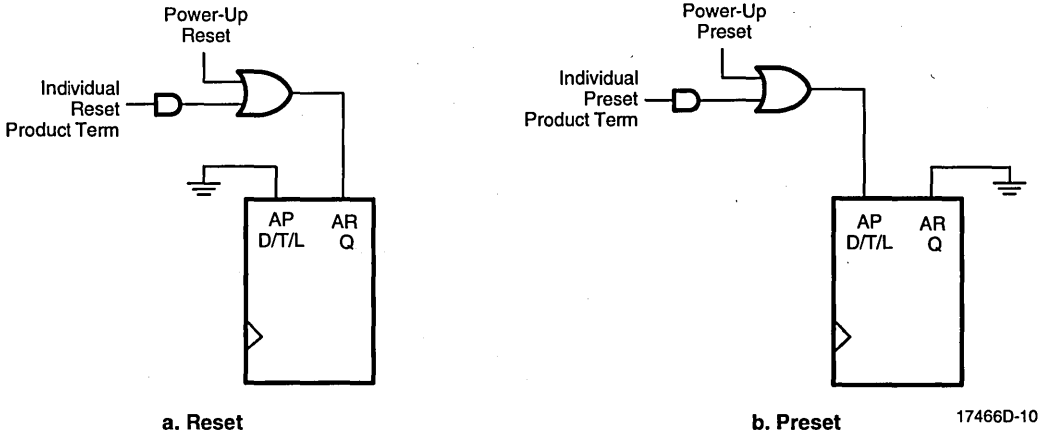 Power-Up
Reset
Individual
Reset
Product Term
AP AR
D/T/L Q
a. Reset
Power-Up
Preset
Individual
Preset
Product Term
AP AR
D/T/L Q
b. Preset
17466D-10